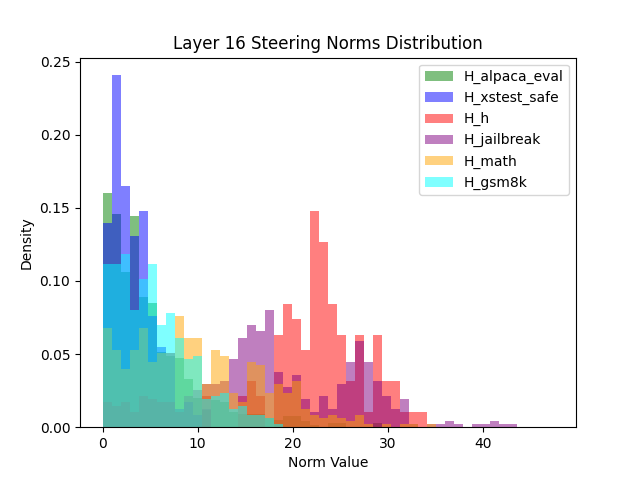 Layer 16 Steering Norms Distribution
0.25
0.20
0.15
0.10
0.05
0.00
Density
H_alpaca_eval
H_xstest_safe
H_h
H_jailbreak
H_math
H_gsm8k
0 10 20 30 40
Norm Value